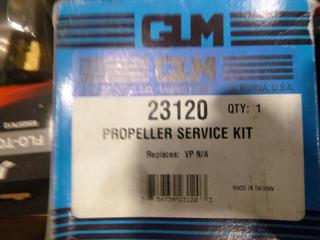 GLM
GLM
U.S.A.
23120 QTY: 1
PROPELLER SERVICE KIT
Replaces: VP N/A
MADE IN TAIWAN
FLO-TO